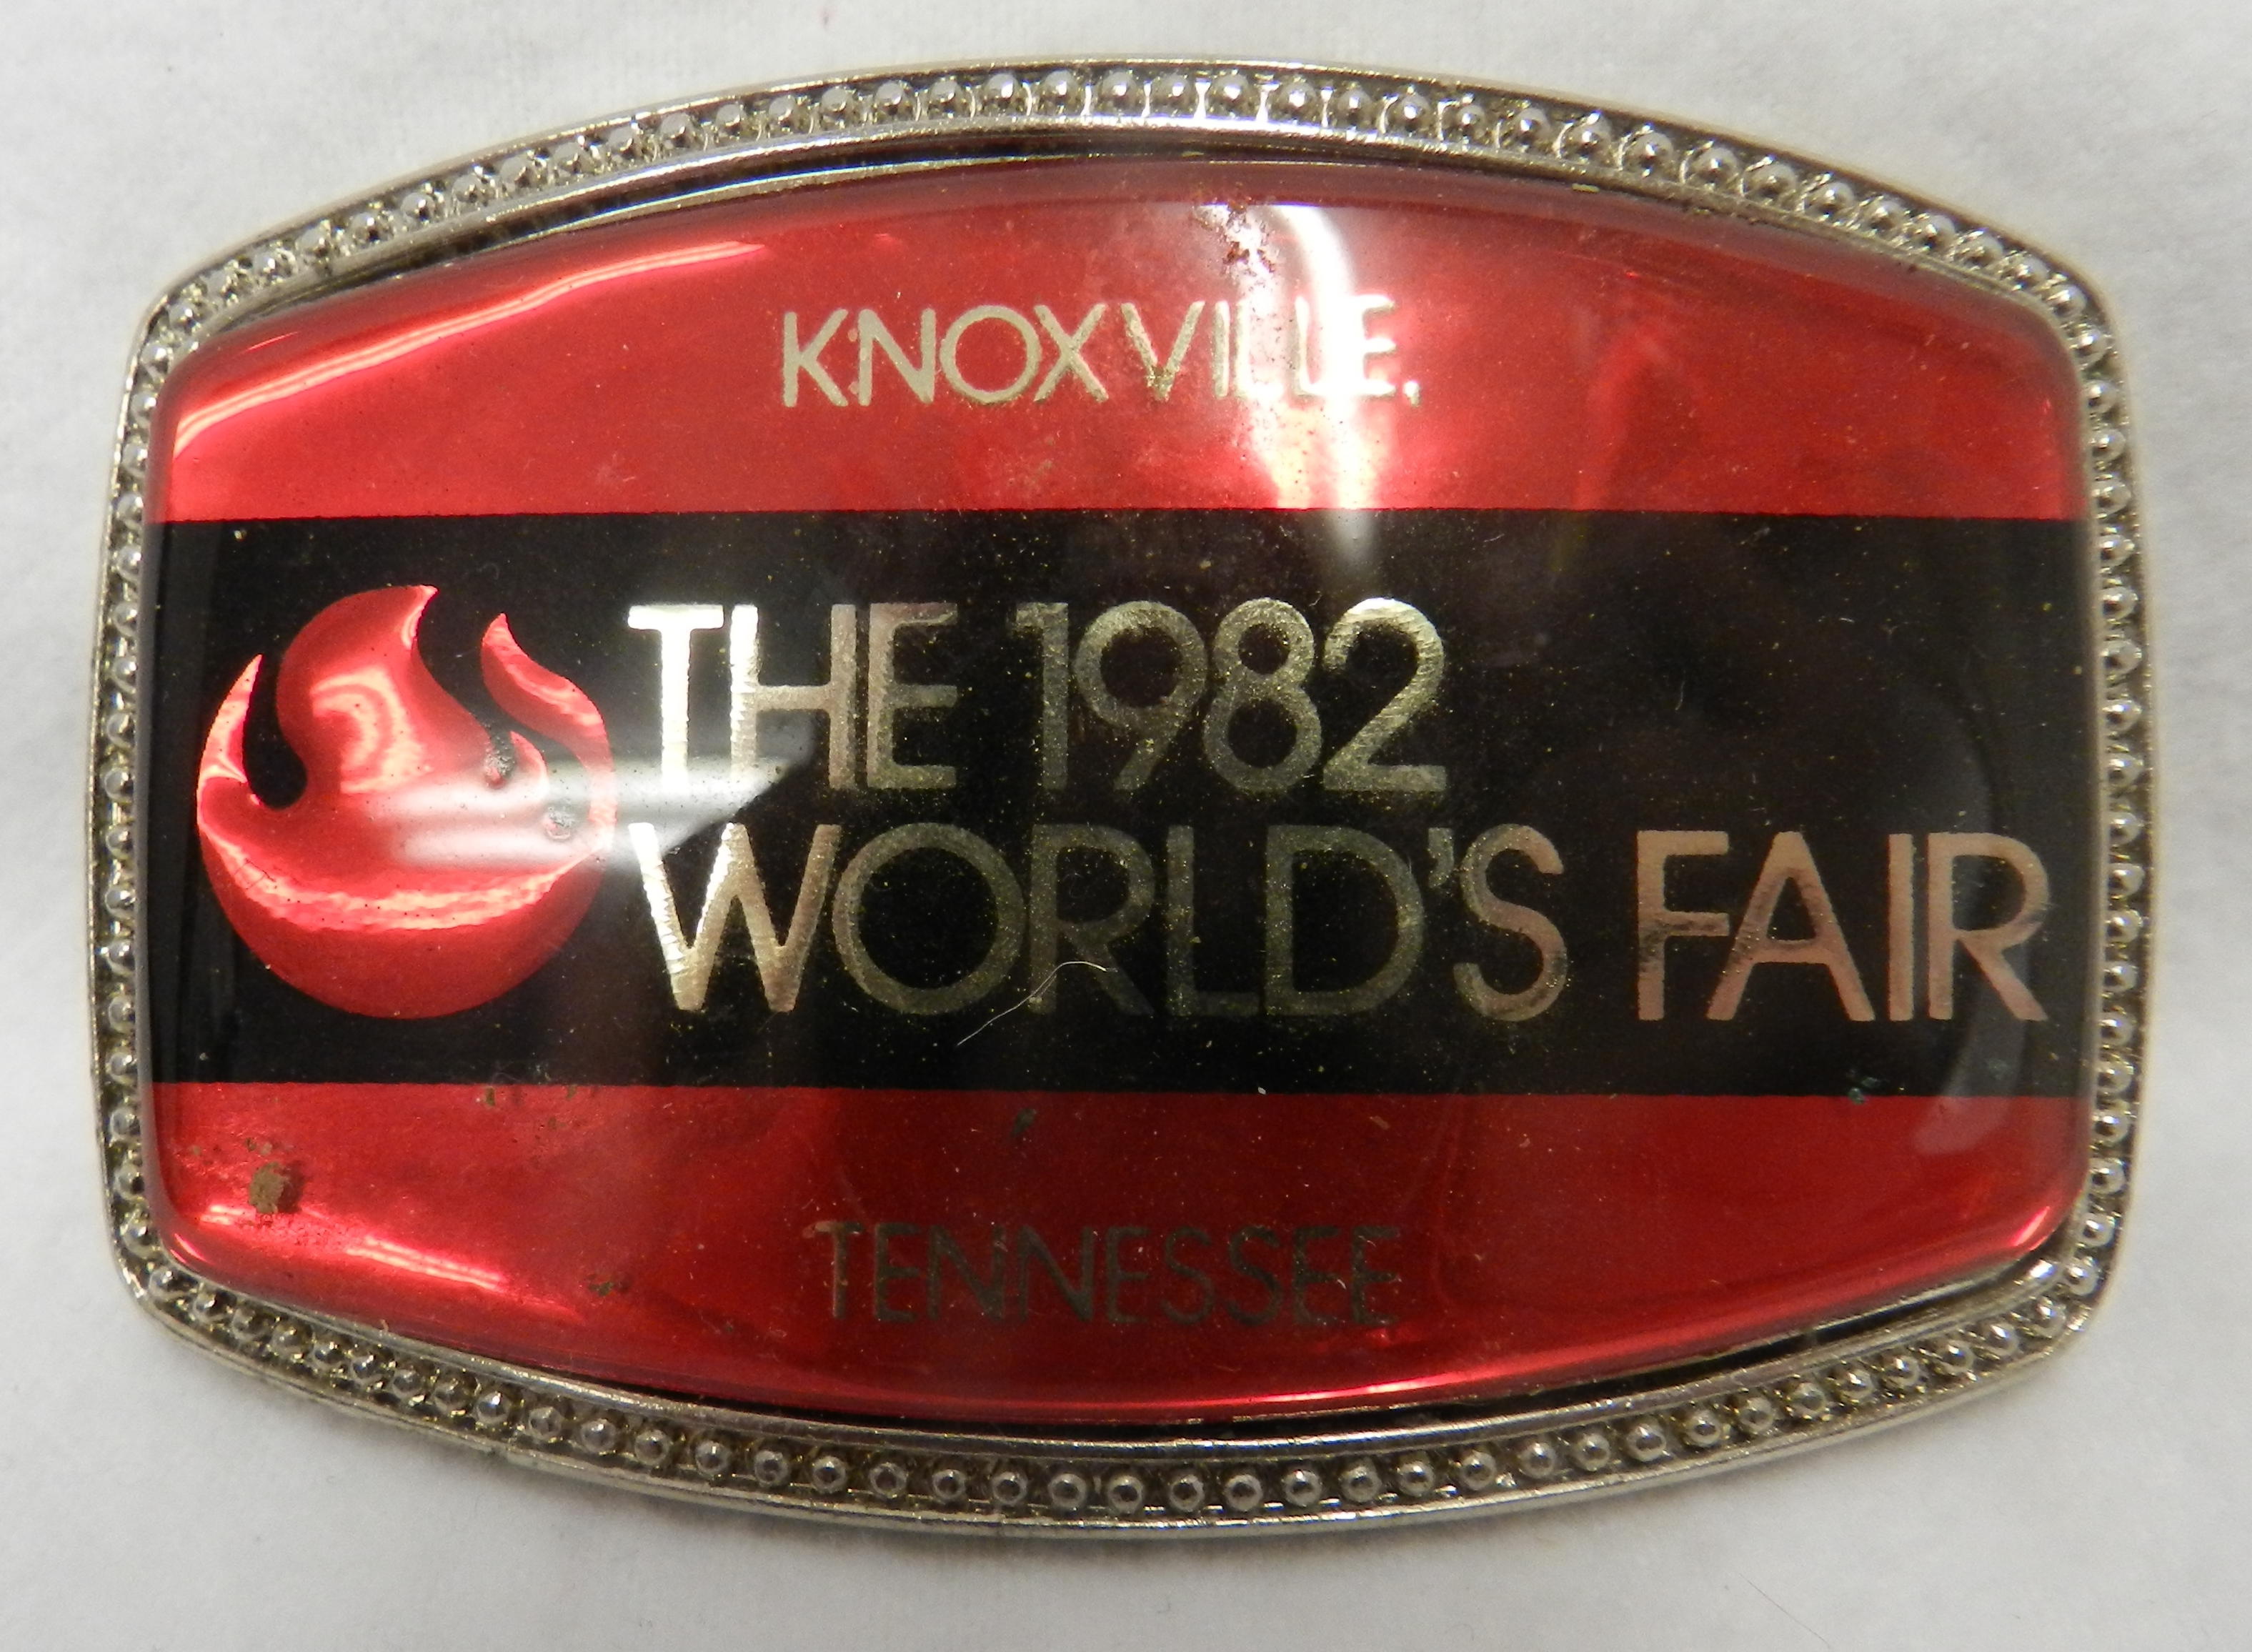 KNOXVILLE,
THE 1982
WORLD'S FAIR
TENNESSEE